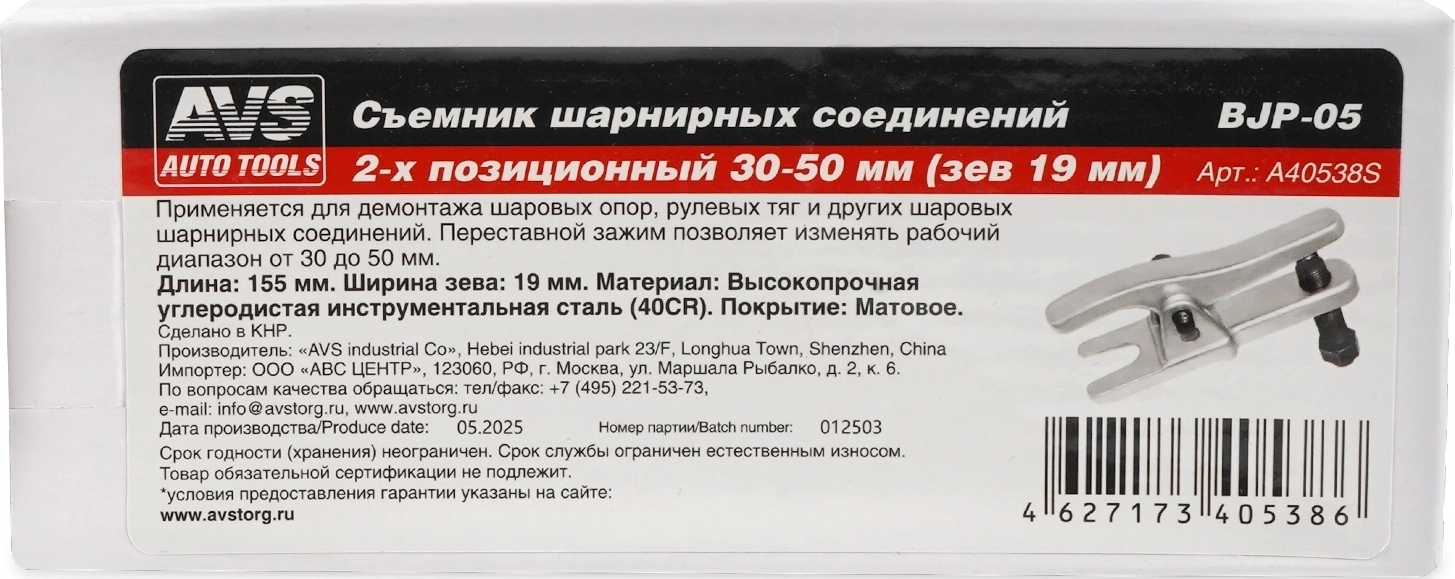 AVS
AUTO TOOLS
Съемник шарнирных соединений BJP-05
2-х позиционный 30-50 мм (зев 19 мм) Арт.: A40538S
Применяется для демонтажа шаровых опор, рулевых тяг и других шаровых
шарнирных соединений. Переставной зажим позволяет изменять рабочий
диапазон от 30 до 50 мм.
Длина: 155 мм. Ширина зева: 19 мм. Материал: Высокопрочная
углеродистая инструментальная сталь (40CR). Покрытие: Матовое.
Сделано в КНР.
Производитель: «AVS industrial Co», Hebei industrial park 23/F, Longhua Town, Shenzhen, China
Импортер: ООО «АВС ЦЕНТР», 123060, РФ, г. Москва, ул. Маршала Рыбалко, д. 2, к. 6.
По вопросам качества обращаться: тел/факс: +7 (495) 221-53-73,
e-mail: info@avstorg.ru, www.avstorg.ru
Дата производства/Produce date: 05.2025 Номер партии/Batch number: 012503
Срок годности (хранения) неограничен. Срок службы ограничен естественным износом.
Товар обязательной сертификации не подлежит.
*условия предоставления гарантии указаны на сайте:
www.avstorg.ru
4 627173 405386